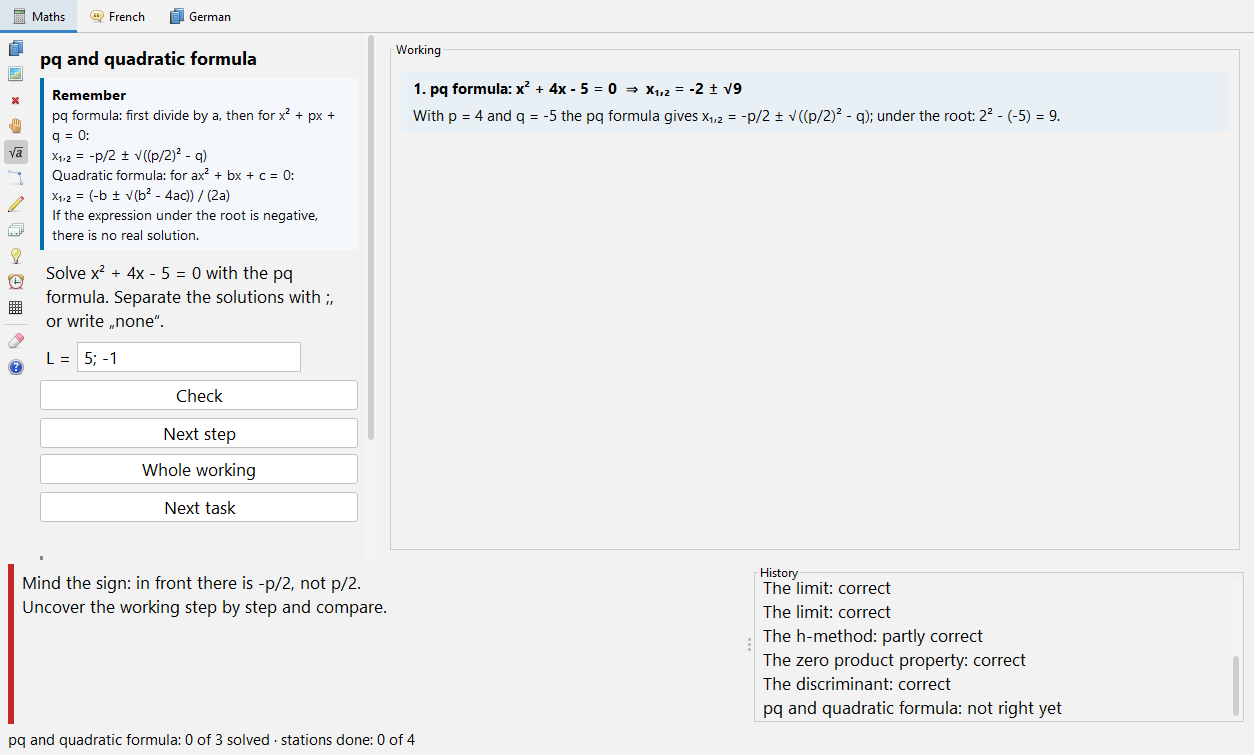 Maths
French
German
pq and quadratic formula
Remember
pq formula: first divide by a, then for x² + px +
q = 0:
x₁,₂ = -p/2 ± √((p/2)² - q)
Quadratic formula: for ax² + bx + c = 0:
x₁,₂ = (-b ± √(b² - 4ac)) / (2a)
If the expression under the root is negative,
there is no real solution.
Solve x² + 4x - 5 = 0 with the pq
formula. Separate the solutions with ;,
or write „none“.
L = 5; -1
Check
Next step
Whole working
Next task
Working
1. pq formula: x² + 4x - 5 = 0 ⇒ x₁,₂ = -2 ± √9
With p = 4 and q = -5 the pq formula gives x₁,₂ = -p/2 ± √((p/2)² - q); under the root: 2² - (-5) = 9.
Mind the sign: in front there is -p/2, not p/2.
Uncover the working step by step and compare.
History
The limit: correct
The limit: correct
The h-method: partly correct
The zero product property: correct
The discriminant: correct
pq and quadratic formula: not right yet
pq and quadratic formula: 0 of 3 solved · stations done: 0 of 4